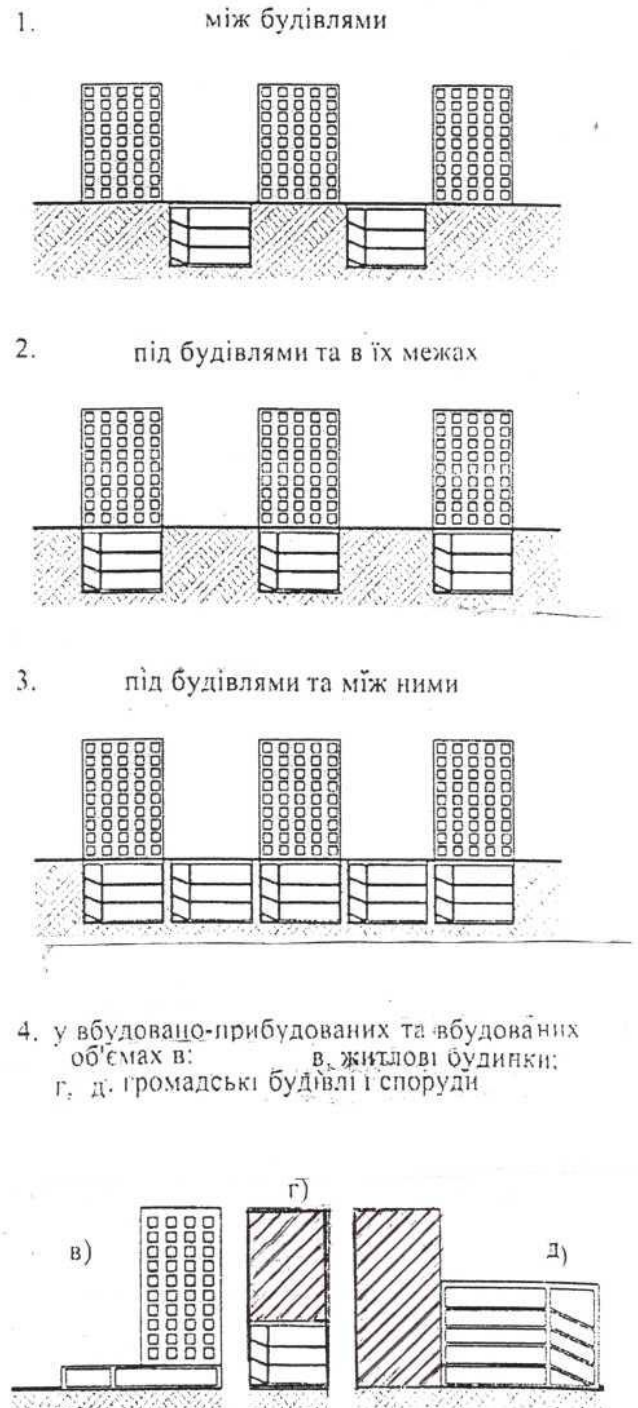 1. між будівлями
2. під будівлями та в їх межах
3. під будівлями та між ними
4. у вбудовано-прибудованих та вбудованих
об'ємах в: в, житлові будинки;
г, д. громадські будівлі і споруди
г)
в)
д)